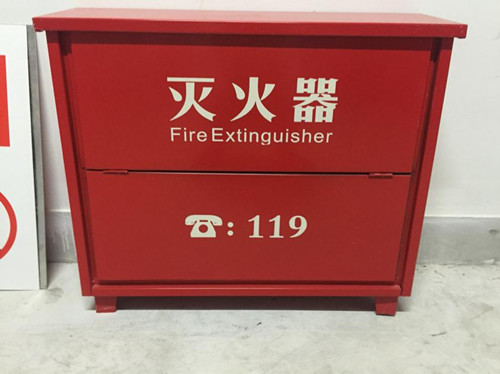 灭火器
Fire Extinguisher
☎: 119